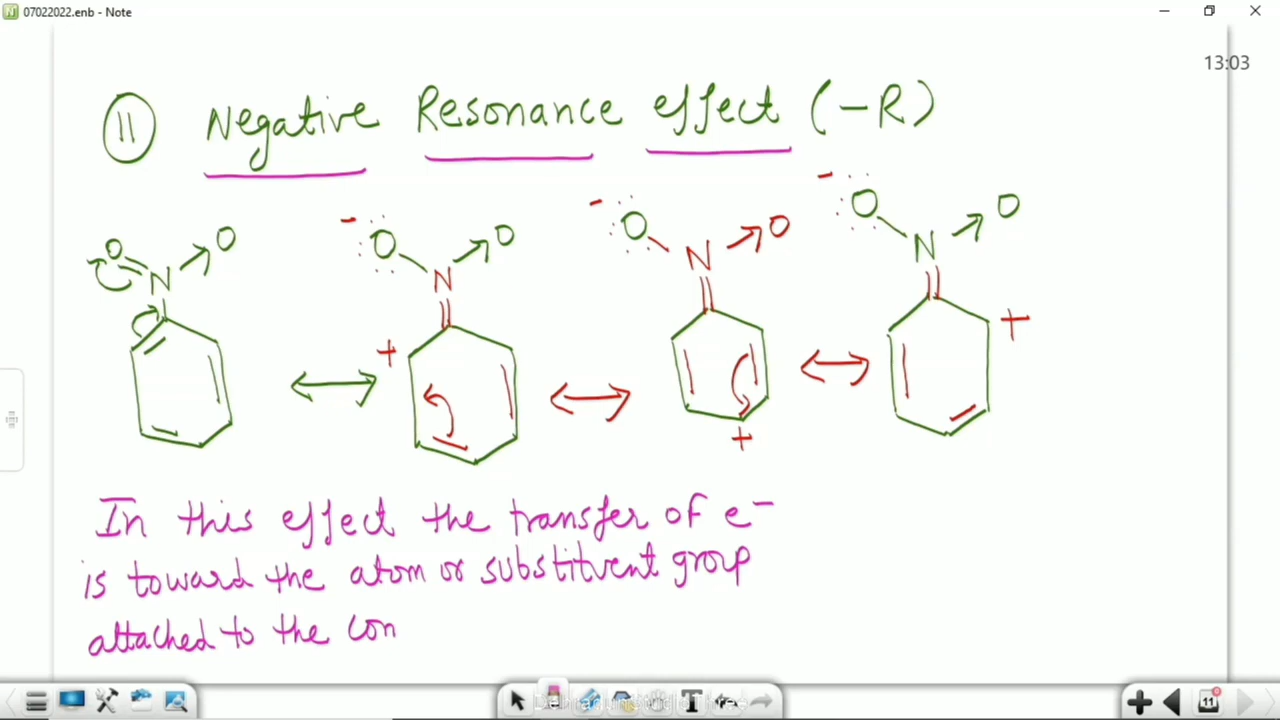 07022022.enb - Note
13:03
11 Negative Resonance effect (-R)
O O N
- O O N +
- O O N +
- O O N +
In this effect the transfer of e-
is toward the atom or substituent group
attached to the con
T
11